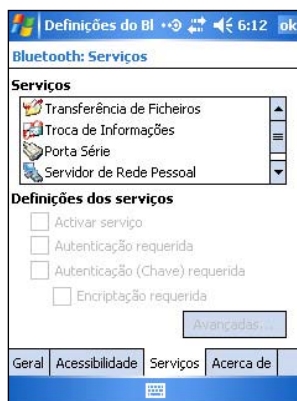 Definições do Bl 6:12 ok
Bluetooth: Serviços
Serviços
Transferência de Ficheiros
Troca de Informações
Porta Série
Servidor de Rede Pessoal
Definições dos serviços
Activar serviço
Autenticação requerida
Autenticação (Chave) requerida
Encriptação requerida
Avançadas...
Geral Acessibilidade Serviços Acerca de